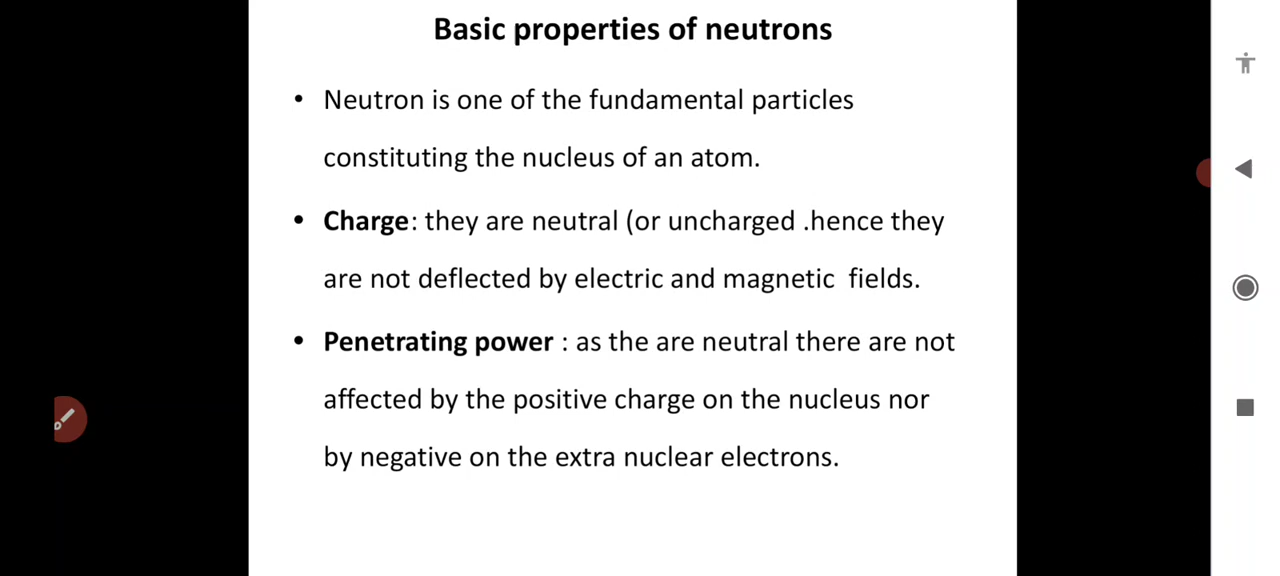 Basic properties of neutrons
• Neutron is one of the fundamental particles
constituting the nucleus of an atom.
• Charge: they are neutral (or uncharged .hence they
are not deflected by electric and magnetic  fields.
• Penetrating power : as the are neutral there are not
affected by the positive charge on the nucleus nor
by negative on the extra nuclear electrons.